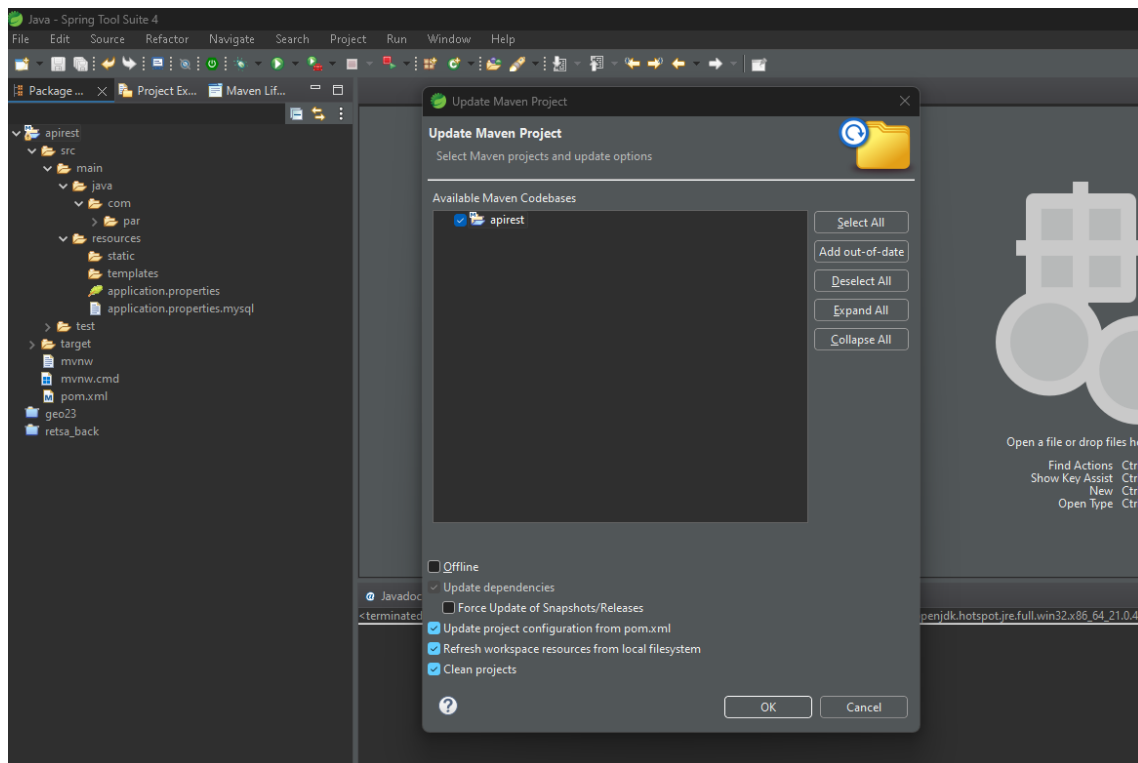 Java - Spring Tool Suite 4
File Edit Source Refactor Navigate Search Project Run Window Help
Package ... Project Ex... Maven Lif...
apirest
src
main
java
com
par
resources
static
templates
application.properties
application.properties.mysql
test
target
mvnw
mvnw.cmd
pom.xml
geo23
retsa_back
Update Maven Project
Update Maven Project
Select Maven projects and update options
Available Maven Codebases
apirest
Select All
Add out-of-date
Deselect All
Expand All
Collapse All
Offline
Update dependencies
Force Update of Snapshots/Releases
Update project configuration from pom.xml
Refresh workspace resources from local filesystem
Clean projects
OK Cancel
Open a file or drop files h
Find Actions Ctr
Show Key Assist Ctr
New Ctr
Open Type Ctr
@ Javadoc
<terminated
penjdk.hotspot.jre.full.win32.x86_64_21.0.4